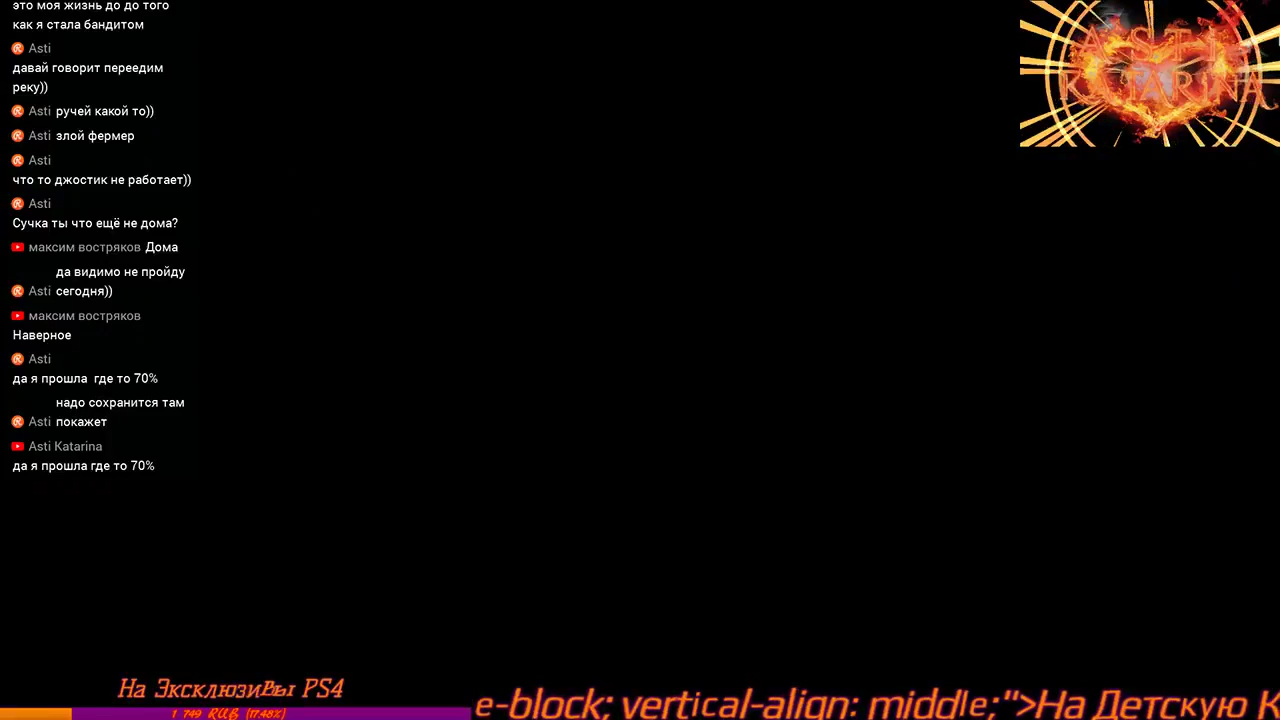 это моя жизнь до до того
как я стала бандитом
Asti
давай говорит переедим
реку))
Asti ручей какой то))
Asti злой фермер
Asti
что то джостик не работает))
Asti
Сучка ты что ещё не дома?
максим востряков Дома
да видимо не пройду
Asti сегодня))
максим востряков
Наверное
Asti
да я прошла где то 70%
надо сохранится там
Asti покажет
Asti Katarina
да я прошла где то 70%
ASTI
KATARINA
На Эксклюзивы PS4
1 749 RUB (17.48%)
e-block; vertical-align: middle;">На Детскую К